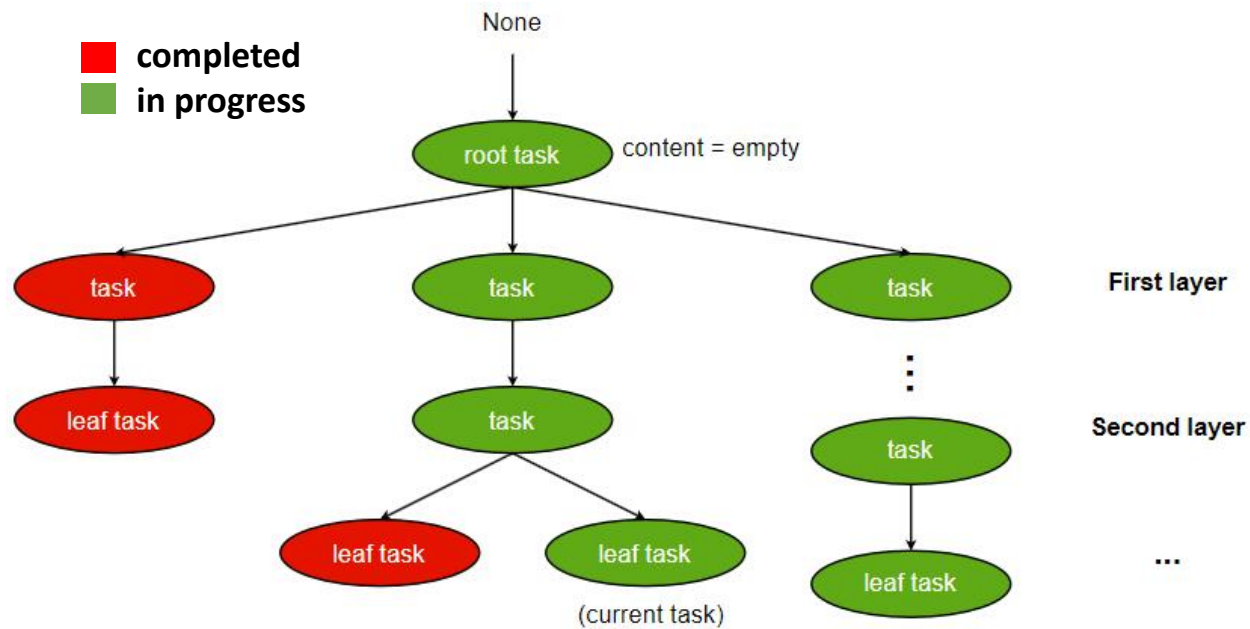 None
completed
in progress
root task
content = empty
task
task
task
First layer
leaf task
task
task
Second layer
leaf task
leaf task
leaf task
...
(current task)